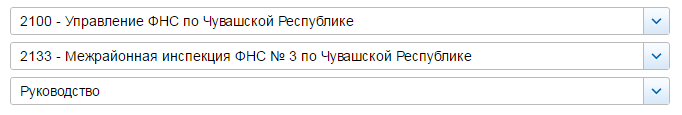 2100 - Управление ФНС по Чувашской Республике
2133 - Межрайонная инспекция ФНС № 3 по Чувашской Республике
Руководство